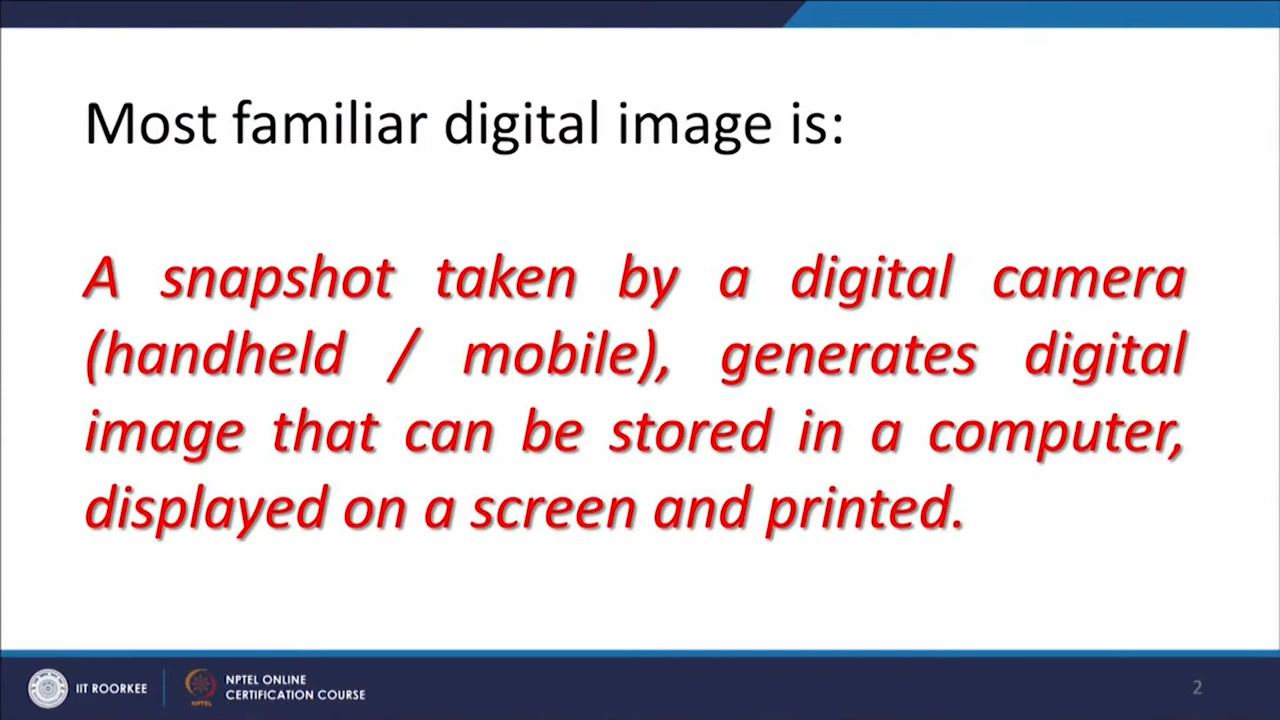 Most familiar digital image is:
A snapshot taken by a digital camera
(handheld / mobile), generates digital
image that can be stored in a computer,
displayed on a screen and printed.
IIT ROORKEE
NPTEL
NPTEL ONLINE
CERTIFICATION COURSE
2